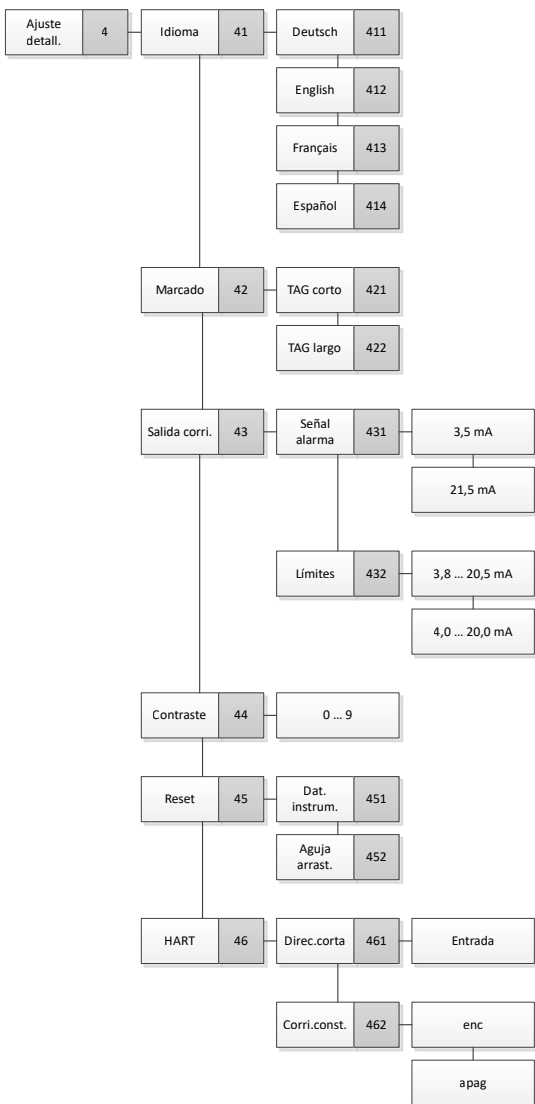 Ajuste
detall.
4
Idioma
41
Deutsch
411
English
412
Français
413
Español
414
Marcado
42
TAG corto
421
TAG largo
422
Salida corri.
43
Señal
alarma
431
3,5 mA
21,5 mA
Límites
432
3,8 ... 20,5 mA
4,0 ... 20,0 mA
Contraste
44
0 ... 9
Reset
45
Dat.
instrum.
451
Aguja
arrast.
452
HART
46
Direc.corta
461
Entrada
Corri.const.
462
enc
apag